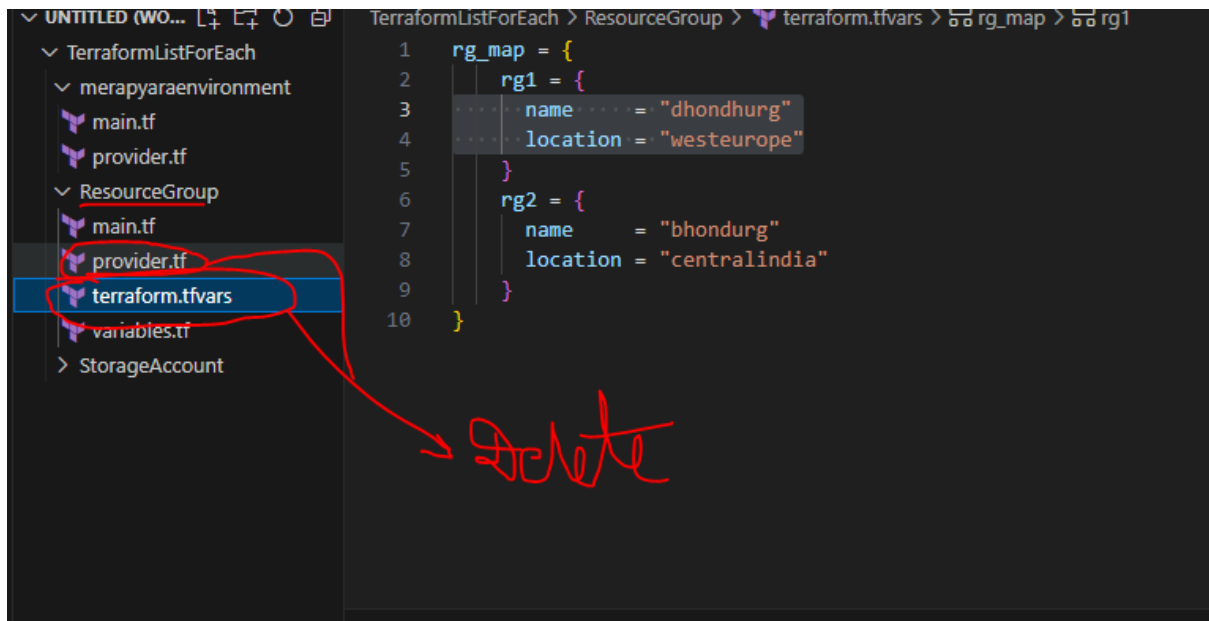 UNTITLED (WO...
TerraformListForEach
merapyaraenvironment
main.tf
provider.tf
ResourceGroup
main.tf
provider.tf
terraform.tfvars
variables.tf
StorageAccount
TerraformListForEach > ResourceGroup > terraform.tfvars > rg_map > rg1
1 rg_map = {
2 rg1 = {
3 name = "dhondhurg"
4 location = "westeurope"
5 }
6 rg2 = {
7 name = "bhondurg"
8 location = "centralindia"
9 }
10 }
Delete